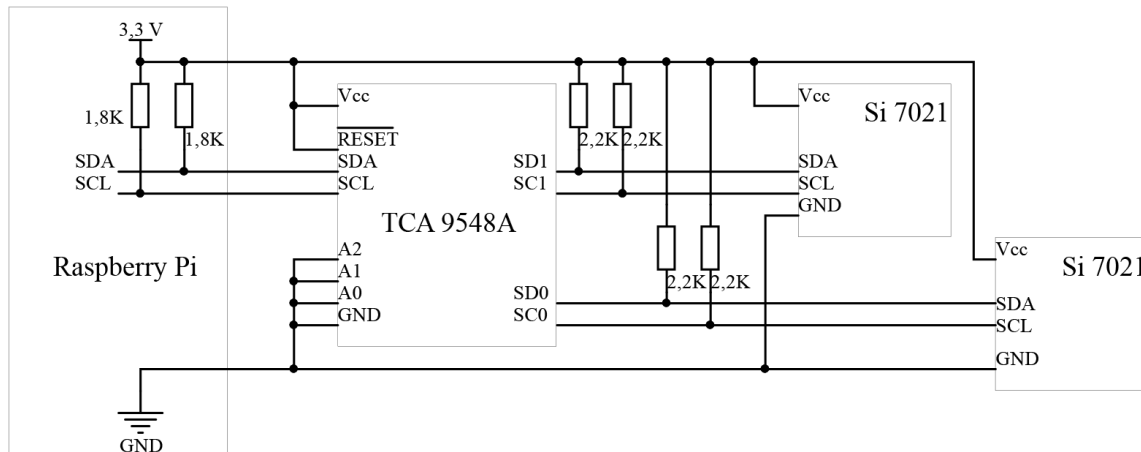 3,3 V
1,8K
1,8K
SDA
SCL
Raspberry Pi
GND
Vcc
RESET
SDA
SCL
TCA 9548A
A2
A1
A0
GND
SD1
SC1
SD0
SC0
2,2K 2,2K
2,2K 2,2K
Vcc
Si 7021
SDA
SCL
GND
Vcc
Si 7021
SDA
SCL
GND